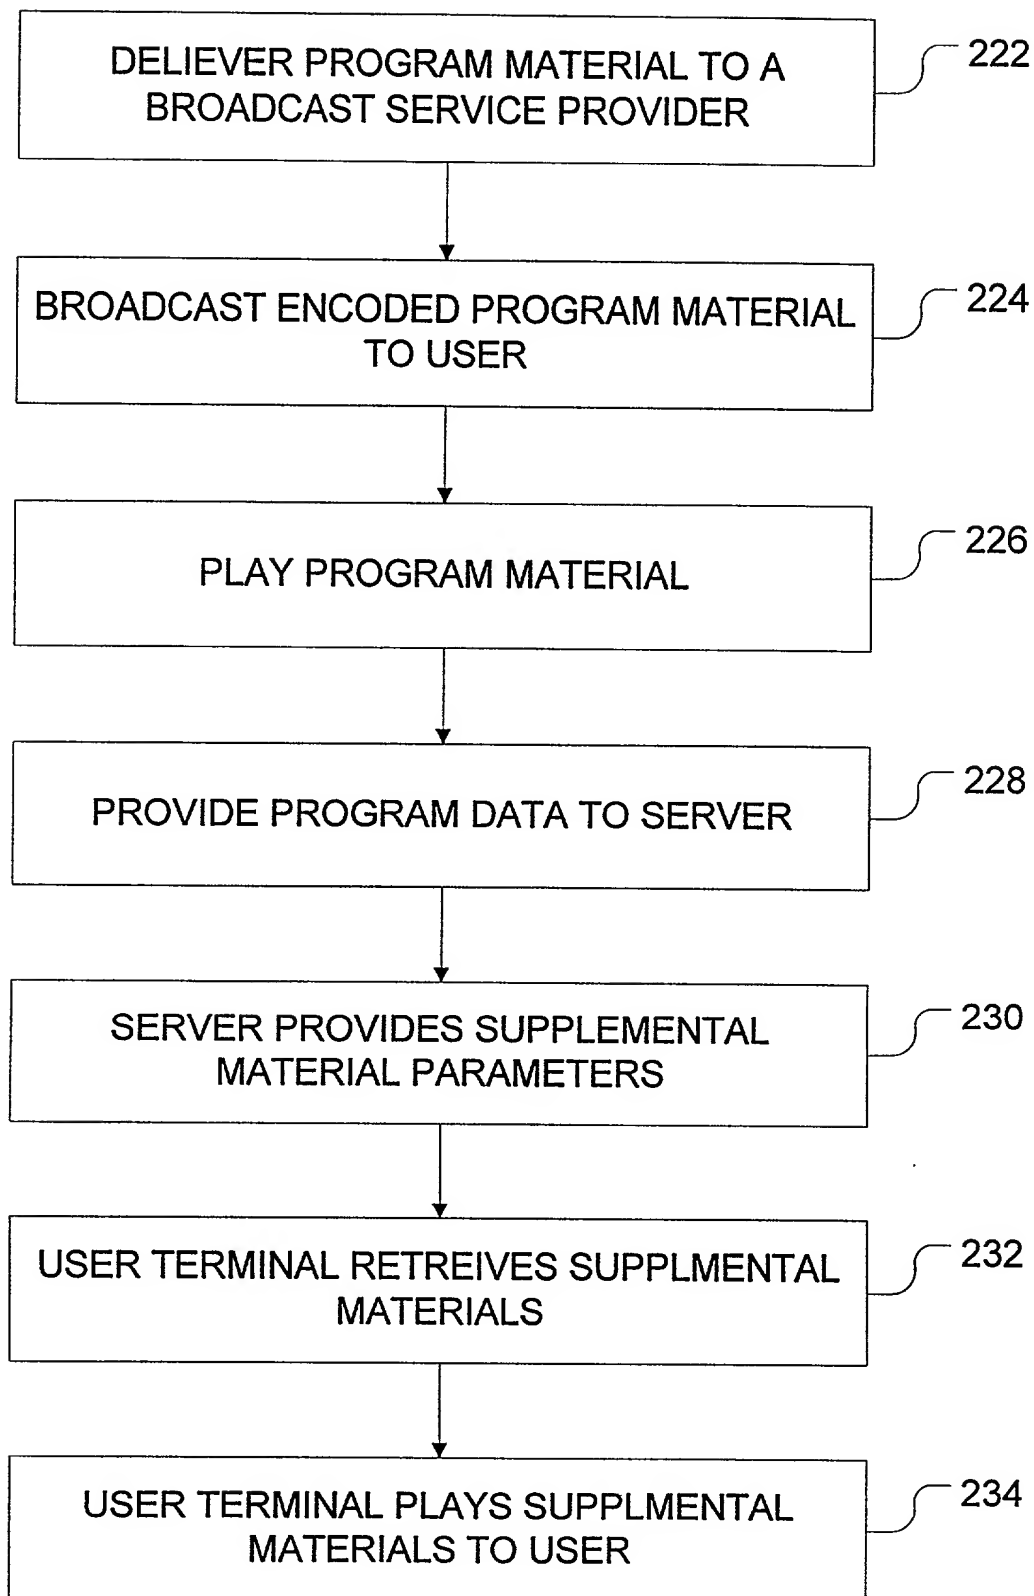 DELIEVER PROGRAM MATERIAL TO A
BROADCAST SERVICE PROVIDER
222
BROADCAST ENCODED PROGRAM MATERIAL
TO USER
224
PLAY PROGRAM MATERIAL
226
PROVIDE PROGRAM DATA TO SERVER
228
SERVER PROVIDES SUPPLEMENTAL
MATERIAL PARAMETERS
230
USER TERMINAL RETREIVES SUPPLMENTAL
MATERIALS
232
USER TERMINAL PLAYS SUPPLMENTAL
MATERIALS TO USER
234